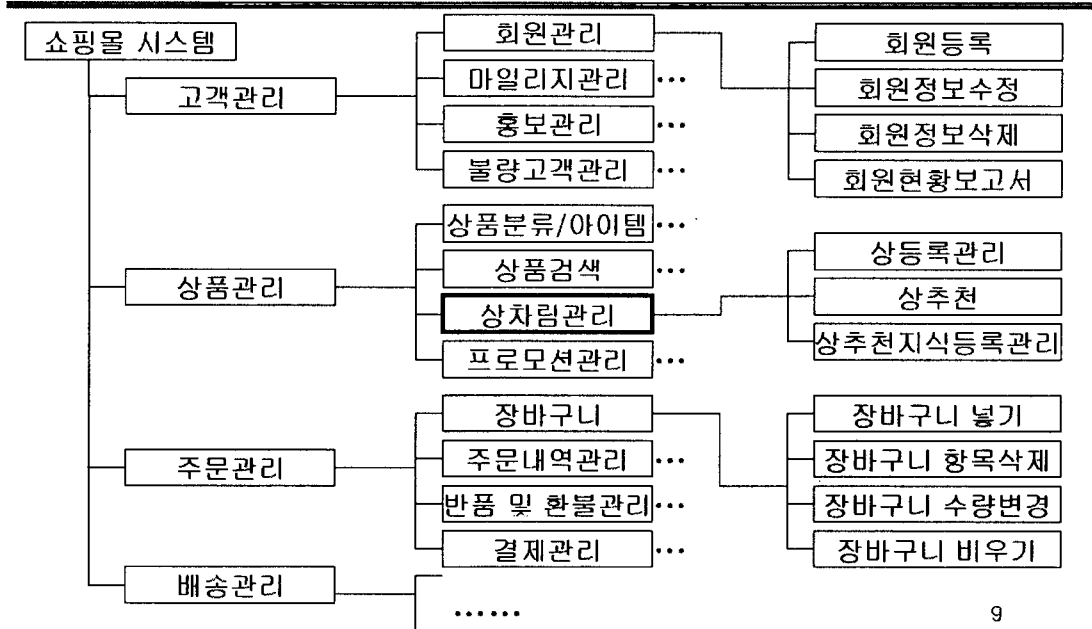 쇼핑몰 시스템
고객관리
회원관리
회원등록
회원정보수정
회원정보삭제
회원현황보고서
마일리지관리 •••
홍보관리 •••
불량고객관리 •••
상품관리
상품분류/아이템 •••
상품검색 •••
상차림관리
상등록관리
상추천
상추천지식등록관리
프로모션관리 •••
주문관리
장바구니
장바구니 넣기
장바구니 항목삭제
장바구니 수량변경
장바구니 비우기
주문내역관리 •••
반품 및 환불관리 •••
결제관리 •••
배송관리
••••••
9